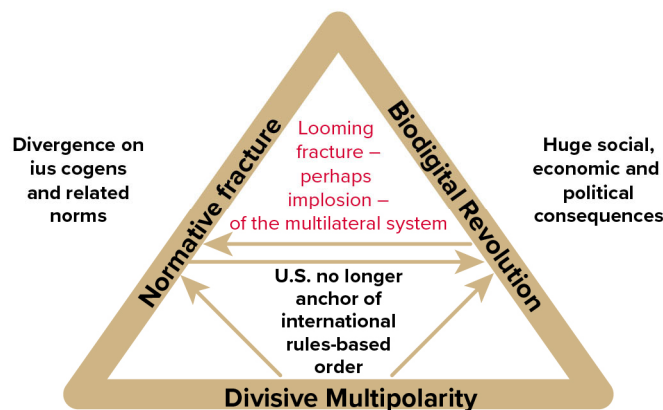 Normative fracture
Biodigital Revolution
Divergence on
ius cogens
and related
norms
Looming
fracture –
perhaps
implosion –
of the multilateral system
Huge social,
economic and
political
consequences
U.S. no longer
anchor of
international
rules-based
order
Divisive Multipolarity